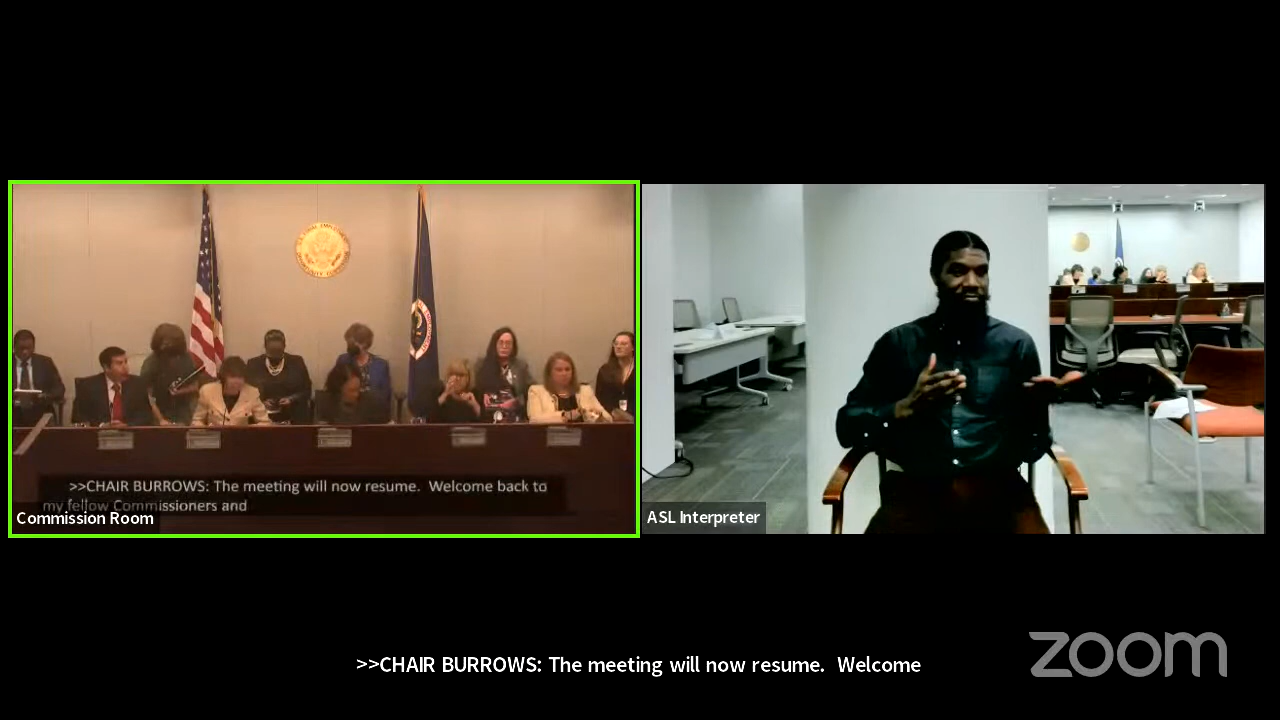 >>CHAIR BURROWS: The meeting will now resume.  Welcome back to
my fellow Commissioners and
Commission Room
ASL Interpreter
>>CHAIR BURROWS: The meeting will now resume.  Welcome
zoom